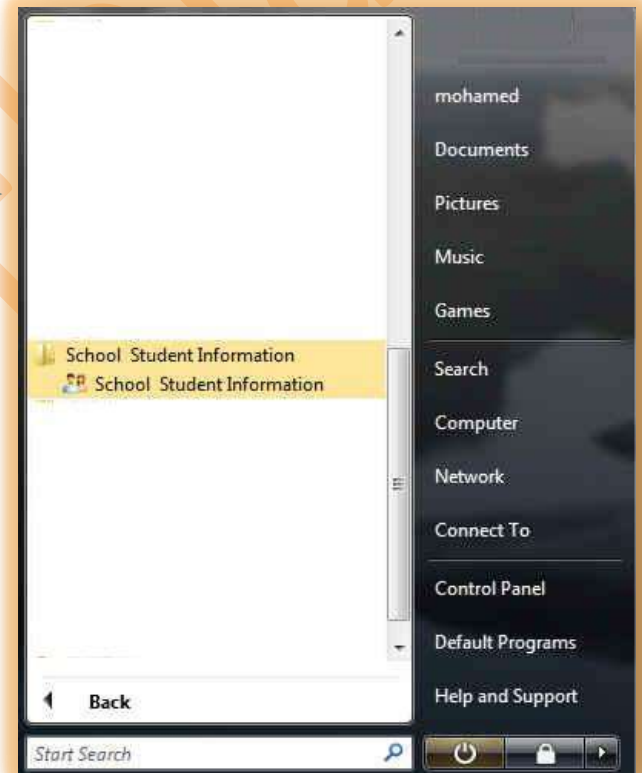 School Student Information
School Student Information
Back
Start Search
mohamed
Documents
Pictures
Music
Games
Search
Computer
Network
Connect To
Control Panel
Default Programs
Help and Support